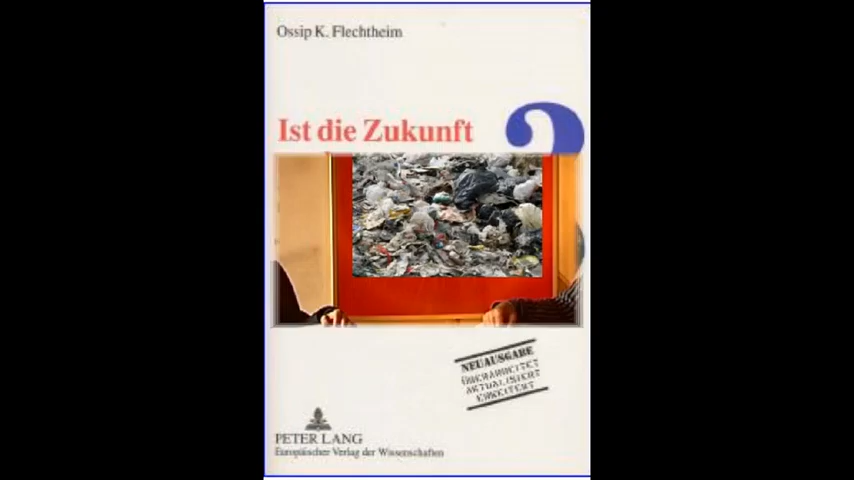 Ossip K. Flechtheim
Ist die Zukunft ?
NEUAUSGABE
ÜBERARBEITET
AKTUALISIERT
ERWEITERT
PETER LANG
Europäischer Verlag der Wissenschaften